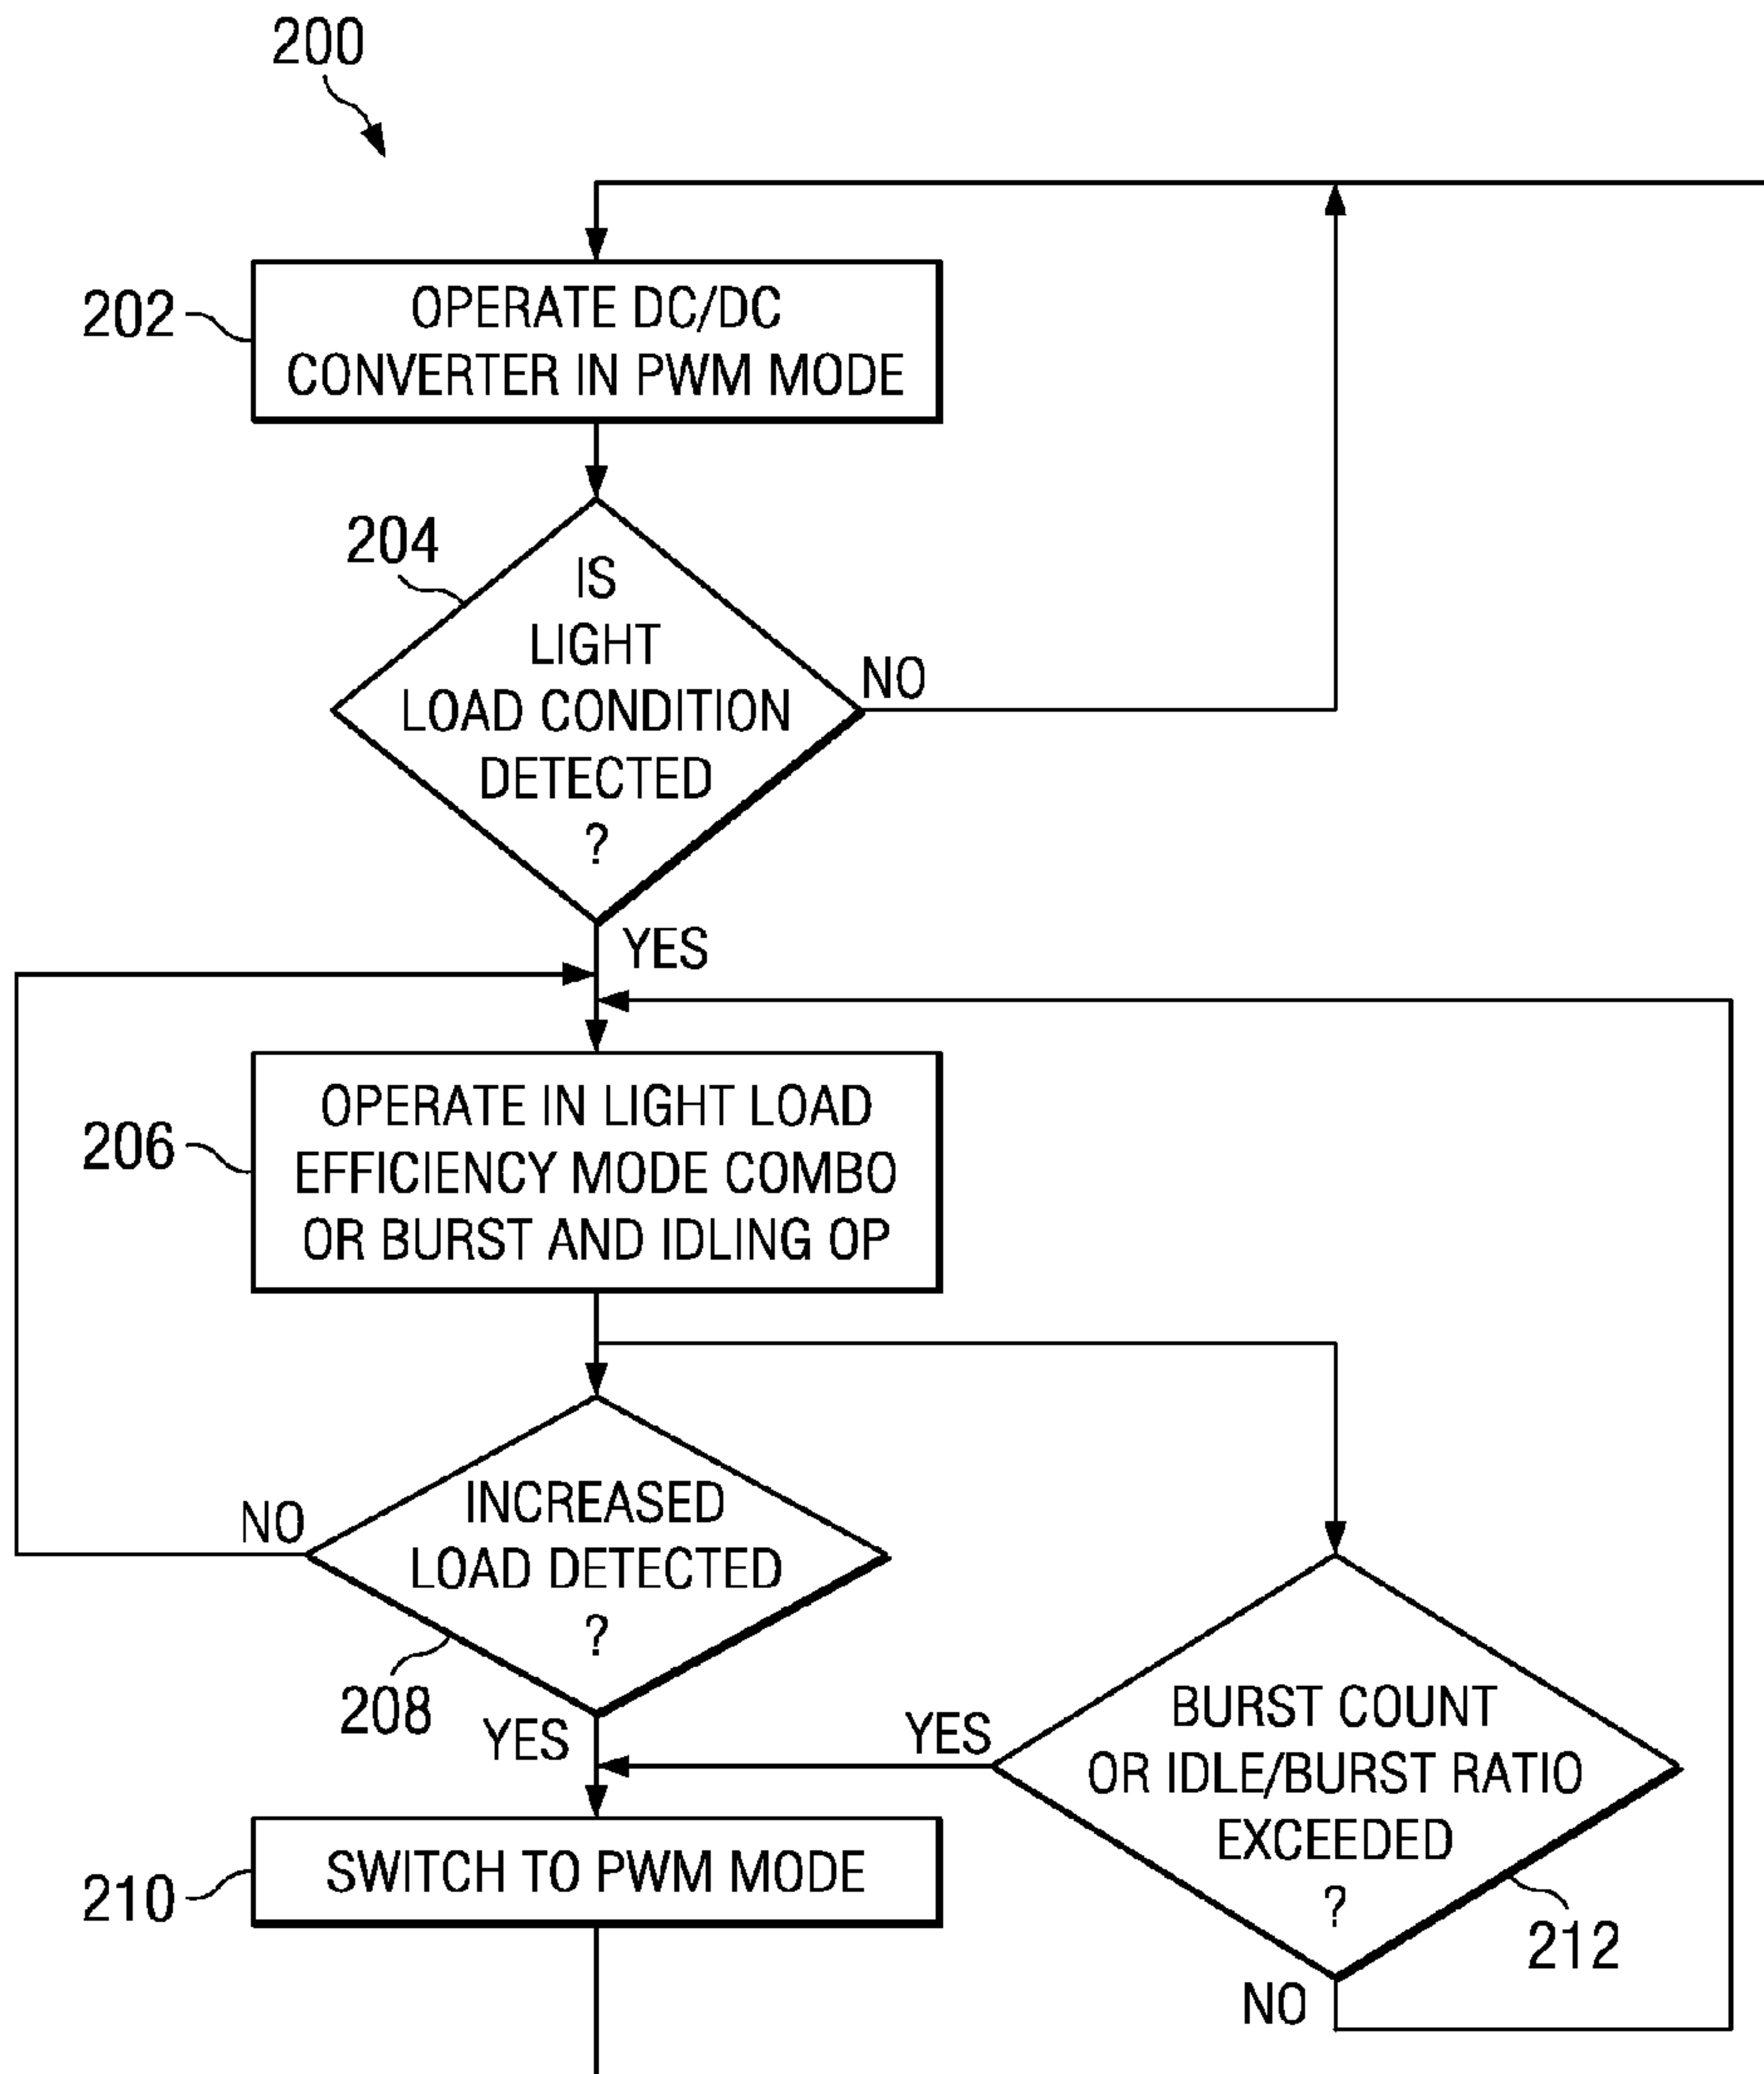 200
202
OPERATE DC/DC
CONVERTER IN PWM MODE
204
IS
LIGHT
LOAD CONDITION
DETECTED
?
NO
YES
206
OPERATE IN LIGHT LOAD
EFFICIENCY MODE COMBO
OR BURST AND IDLING OP
NO
INCREASED
LOAD DETECTED
?
208
YES
YES
BURST COUNT
OR IDLE/BURST RATIO
EXCEEDED
?
212
NO
210
SWITCH TO PWM MODE